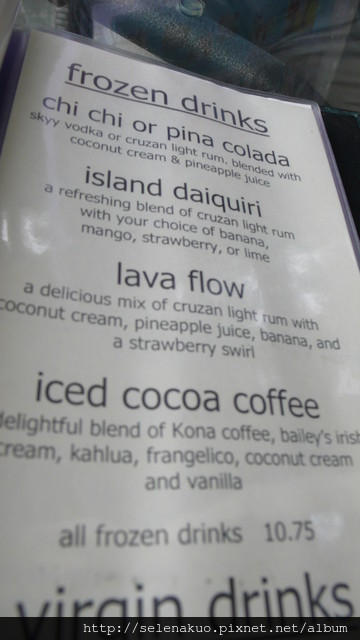 frozen drinks
chi chi or pina colada
skyy vodka or cruzan light rum, blended with
coconut cream & pineapple juice
island daiquiri
a refreshing blend of cruzan light rum
with your choice of banana,
mango, strawberry, or lime
lava flow
a delicious mix of cruzan light rum with
coconut cream, pineapple juice, banana, and
a strawberry swirl
iced cocoa coffee
delightful blend of Kona coffee, bailey's irish
cream, kahlua, frangelico, coconut cream
and vanilla
all frozen drinks 10.75
virgin drinks
http://selenakuo.pixnet.net/album